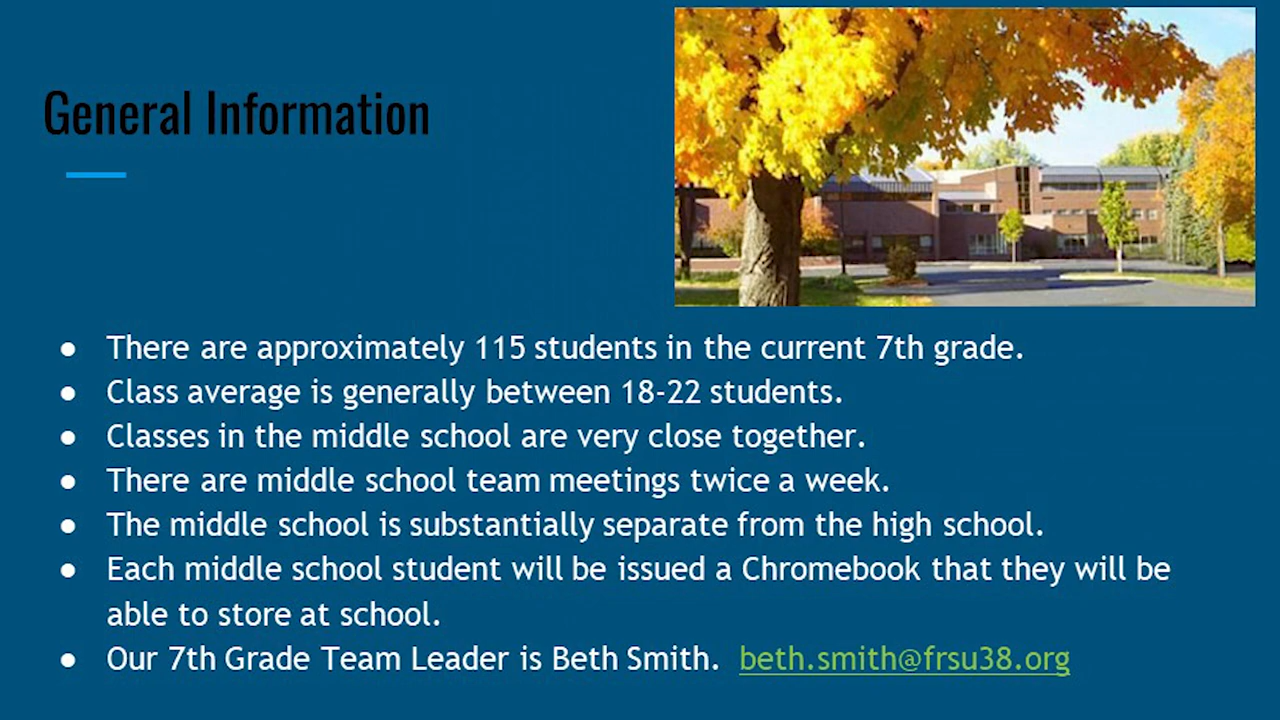 General Information
● There are approximately 115 students in the current 7th grade.
● Class average is generally between 18-22 students.
● Classes in the middle school are very close together.
● There are middle school team meetings twice a week.
● The middle school is substantially separate from the high school.
● Each middle school student will be issued a Chromebook that they will be
able to store at school.
● Our 7th Grade Team Leader is Beth Smith. beth.smith@frsu38.org